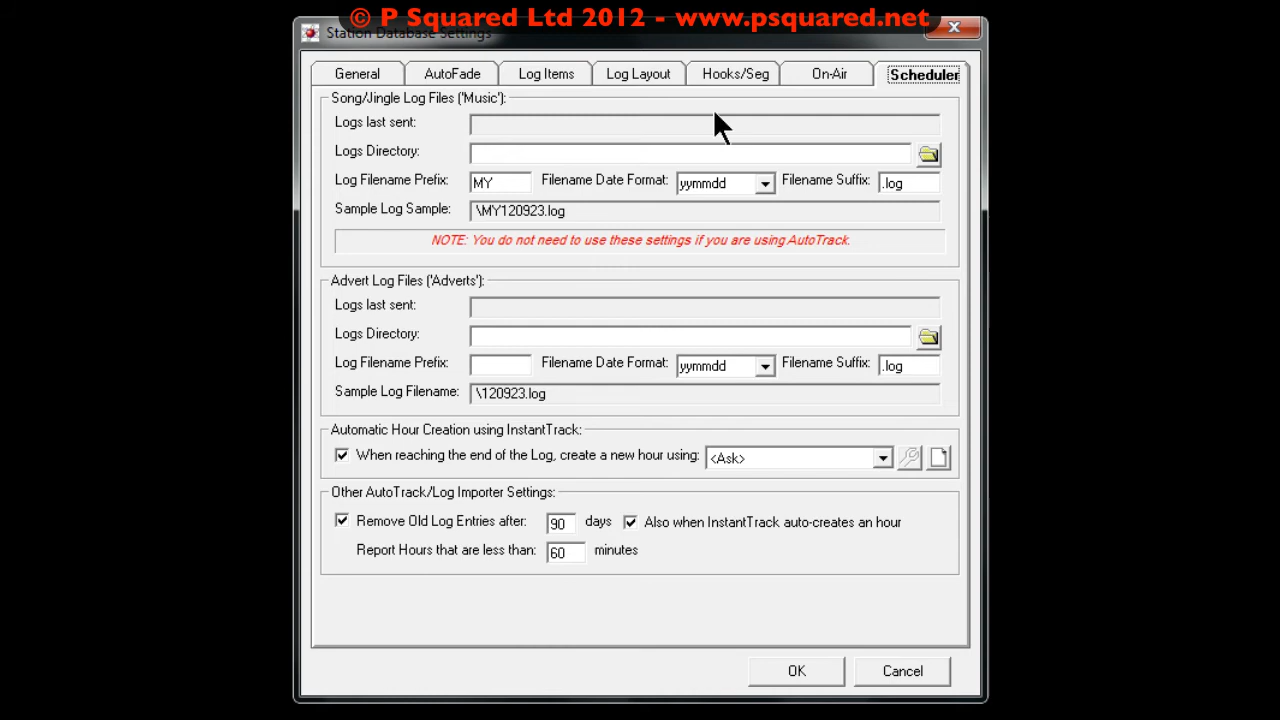 © P Squared Ltd 2012 - www.psquared.net
Station Database Settings
General AutoFade Log Items Log Layout Hooks/Seg On-Air Scheduler
Song/Jingle Log Files ('Music'):
Logs last sent:
Logs Directory:
Log Filename Prefix: MY Filename Date Format: yymmdd Filename Suffix: .log
Sample Log Sample: \MY120923.log
NOTE: You do not need to use these settings if you are using AutoTrack.
Advert Log Files ('Adverts'):
Logs last sent:
Logs Directory:
Log Filename Prefix: Filename Date Format: yymmdd Filename Suffix: .log
Sample Log Filename: \120923.log
Automatic Hour Creation using InstantTrack:
When reaching the end of the Log, create a new hour using: <Ask>
Other AutoTrack/Log Importer Settings:
Remove Old Log Entries after: 90 days Also when InstantTrack auto-creates an hour
Report Hours that are less than: 60 minutes
OK Cancel